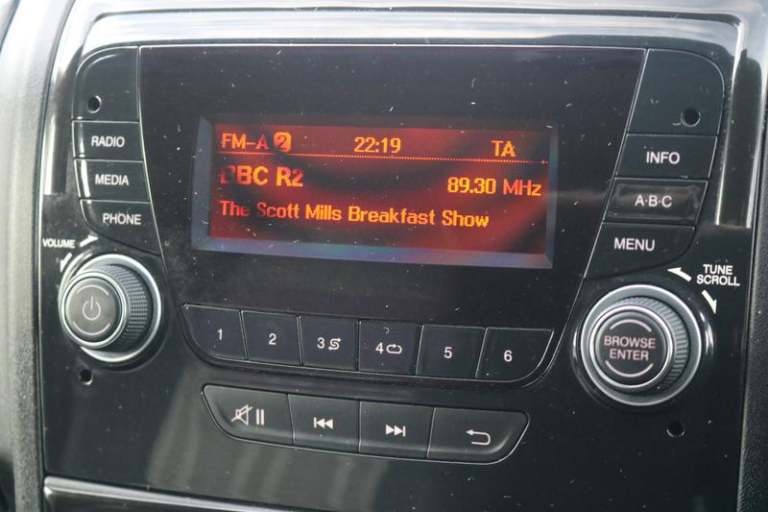 FM-A 2 22:19 TA
BBC R2 89.30 MHz
The Scott Mills Breakfast Show
RADIO
MEDIA
PHONE
VOLUME
INFO
A·B·C
MENU
TUNE
SCROLL
BROWSE
ENTER
1 2 3 4 5 6